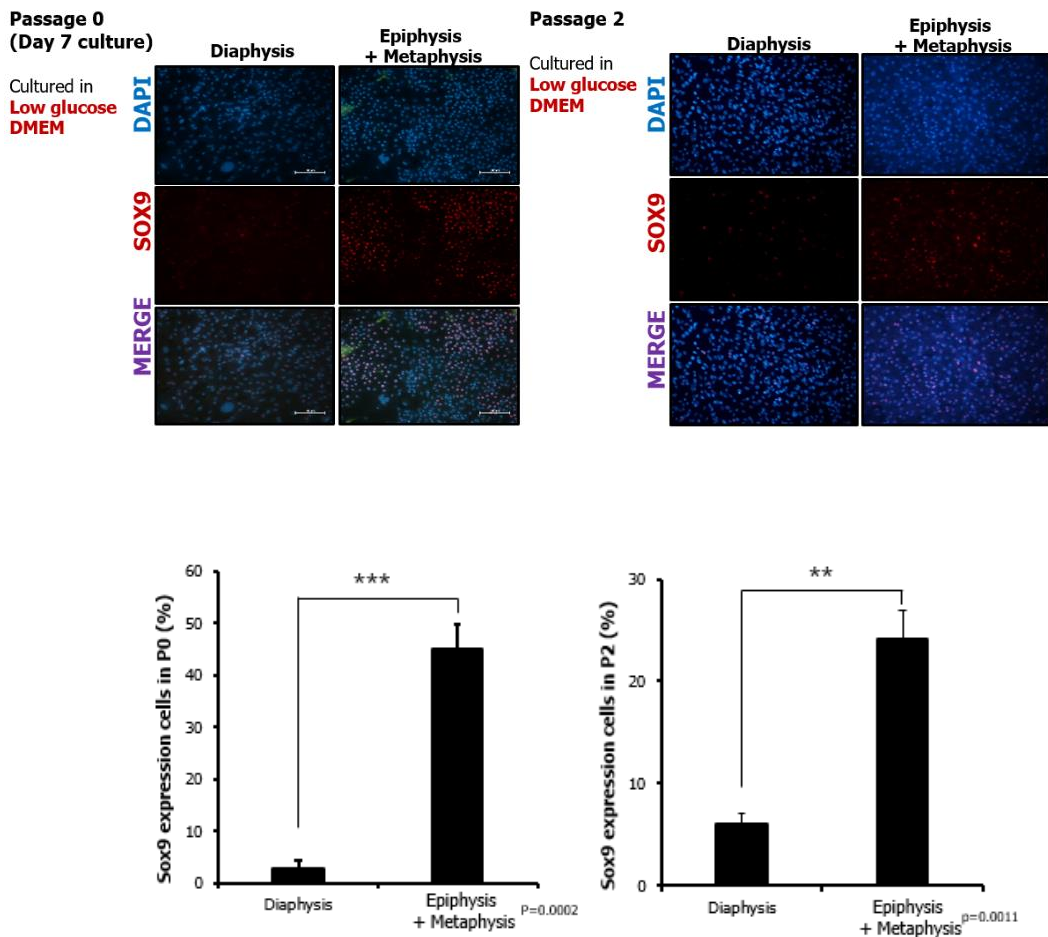 Passage 0
(Day 7 culture)
Cultured in
Low glucose
DMEM
Diaphysis
Epiphysis
+ Metaphysis
DAPI
SOX9
MERGE
Passage 2
Cultured in
Low glucose
DMEM
Diaphysis
Epiphysis
+ Metaphysis
DAPI
SOX9
MERGE
Sox9 expression cells in P0 (%)
60
50
40
30
20
10
0
***
Diaphysis
Epiphysis
+ Metaphysis
P=0.0002
Sox9 expression cells in P2 (%)
30
20
10
0
**
Diaphysis
Epiphysis
+ Metaphysis
p=0.0011